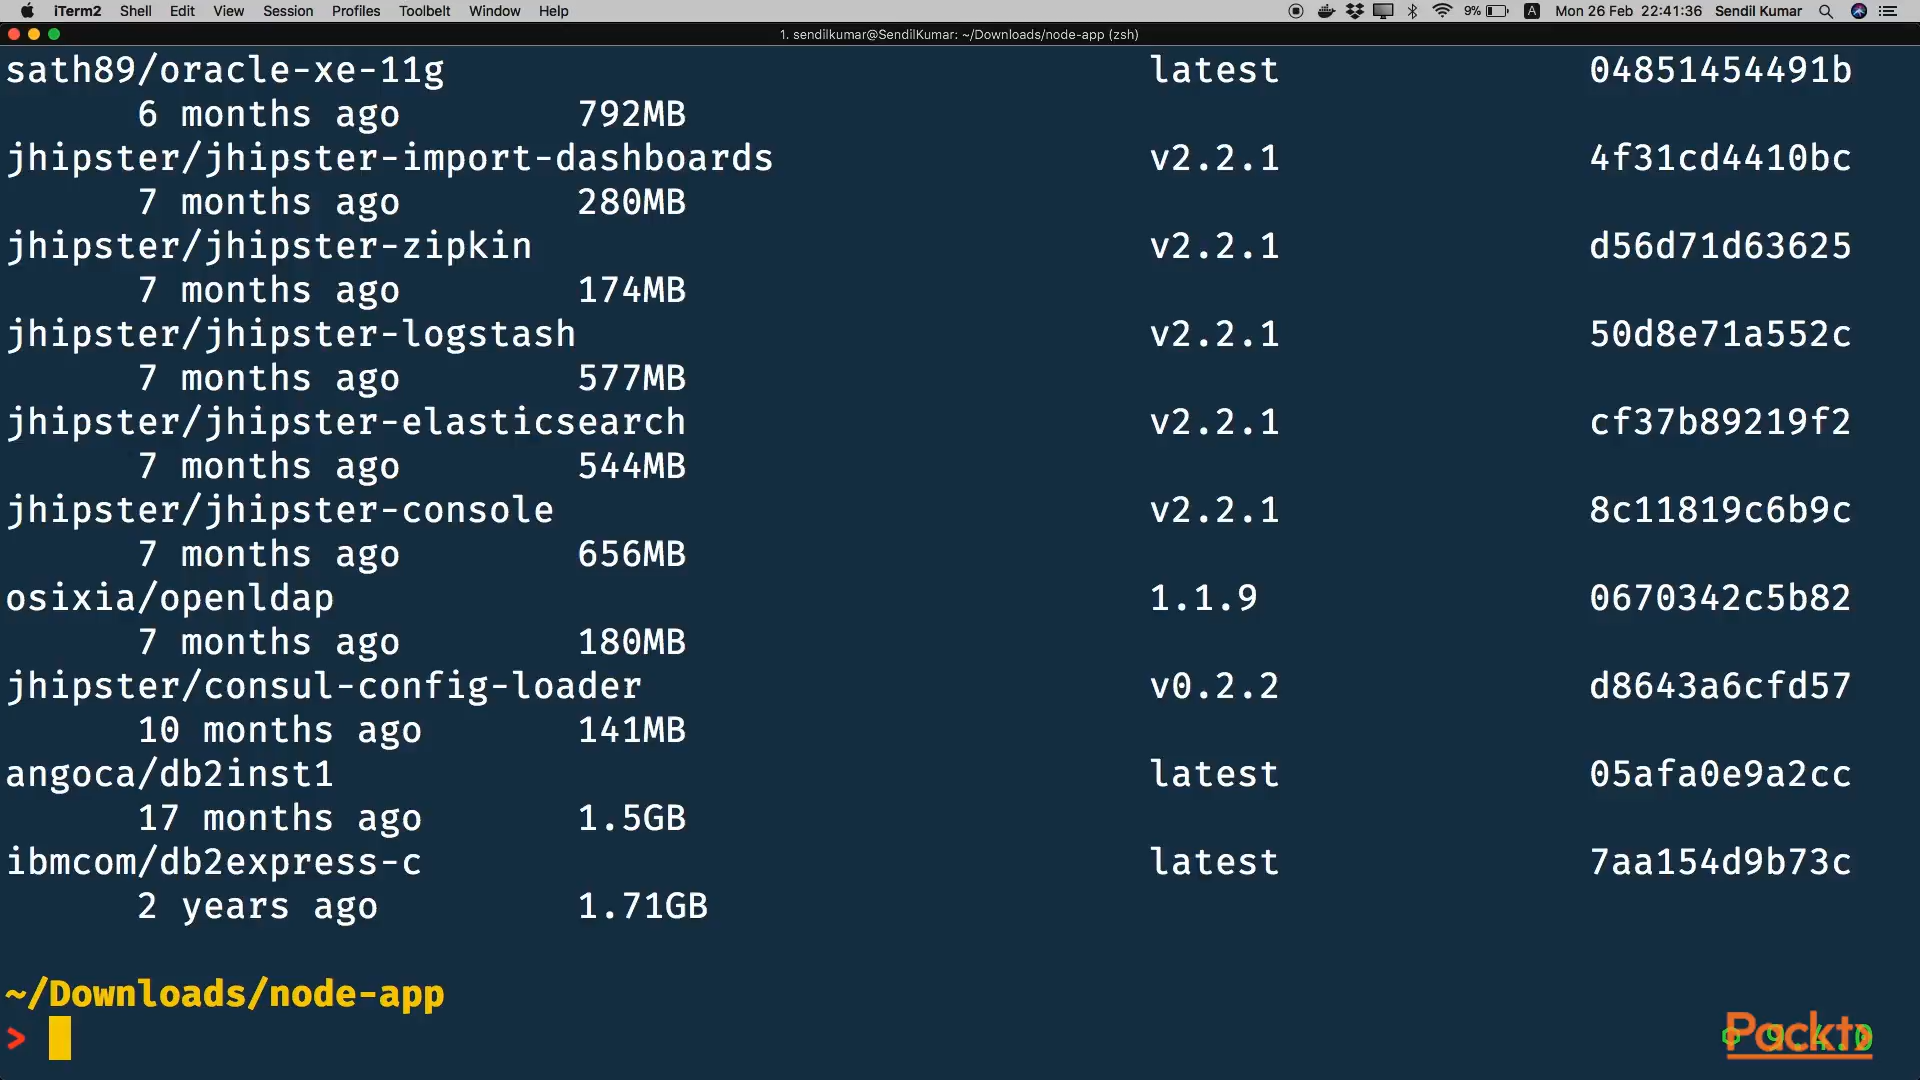 iTerm2 Shell Edit View Session Profiles Toolbelt Window Help 9% A Mon 26 Feb 22:41:36 Sendil Kumar
1. sendilkumar@SendilKumar: ~/Downloads/node-app (zsh)
sath89/oracle-xe-11g latest 04851454491b
6 months ago 792MB
jhipster/jhipster-import-dashboards v2.2.1 4f31cd4410bc
7 months ago 280MB
jhipster/jhipster-zipkin v2.2.1 d56d71d63625
7 months ago 174MB
jhipster/jhipster-logstash v2.2.1 50d8e71a552c
7 months ago 577MB
jhipster/jhipster-elasticsearch v2.2.1 cf37b89219f2
7 months ago 544MB
jhipster/jhipster-console v2.2.1 8c11819c6b9c
7 months ago 656MB
osixia/openldap 1.1.9 0670342c5b82
7 months ago 180MB
jhipster/consul-config-loader v0.2.2 d8643a6cfd57
10 months ago 141MB
angoca/db2inst1 latest 05afa0e9a2cc
17 months ago 1.5GB
ibmcom/db2express-c latest 7aa154d9b73c
2 years ago 1.71GB
~/Downloads/node-app
> 9.4.0
Packt>